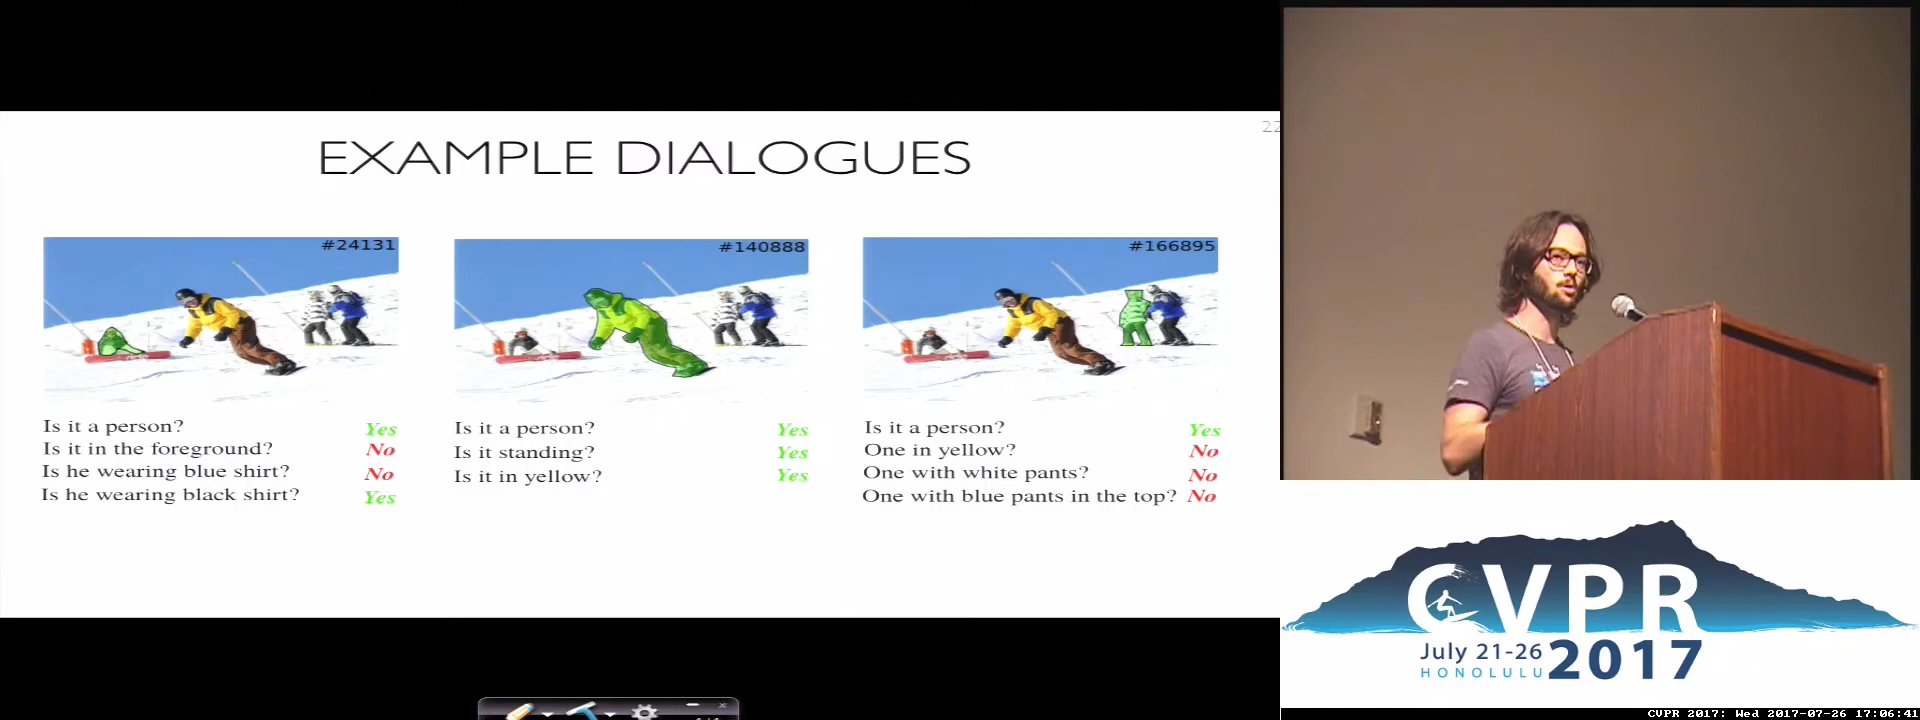 22
EXAMPLE DIALOGUES
#24131
Is it a person? Yes
Is it in the foreground? No
Is he wearing blue shirt? No
Is he wearing black shirt? Yes
#140888
Is it a person? Yes
Is it standing? Yes
Is it in yellow? Yes
#166895
Is it a person? Yes
One in yellow? No
One with white pants? No
One with blue pants in the top? No
CVPR
July 21-26
HONOLULU
2017
CVPR 2017: Wed 2017-07-26 17:06:41